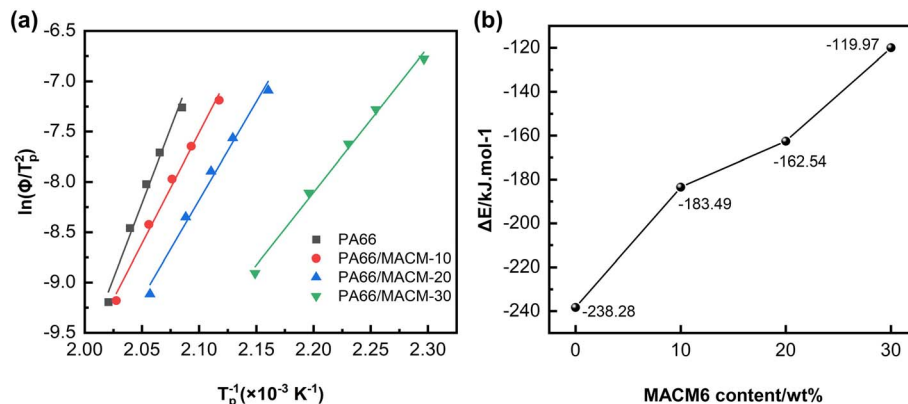 (a)
-6.5
-7.0
-7.5
-8.0
-8.5
-9.0
-9.5
ln(Φ/T²ₚ)
PA66
PA66/MACM-10
PA66/MACM-20
PA66/MACM-30
2.00 2.05 2.10 2.15 2.20 2.25 2.30
Tₚ⁻¹(×10⁻³ K⁻¹)
(b)
-120
-140
-160
-180
-200
-220
-240
ΔE/kJ.mol-1
-119.97
-162.54
-183.49
-238.28
0 10 20 30
MACM6 content/wt%